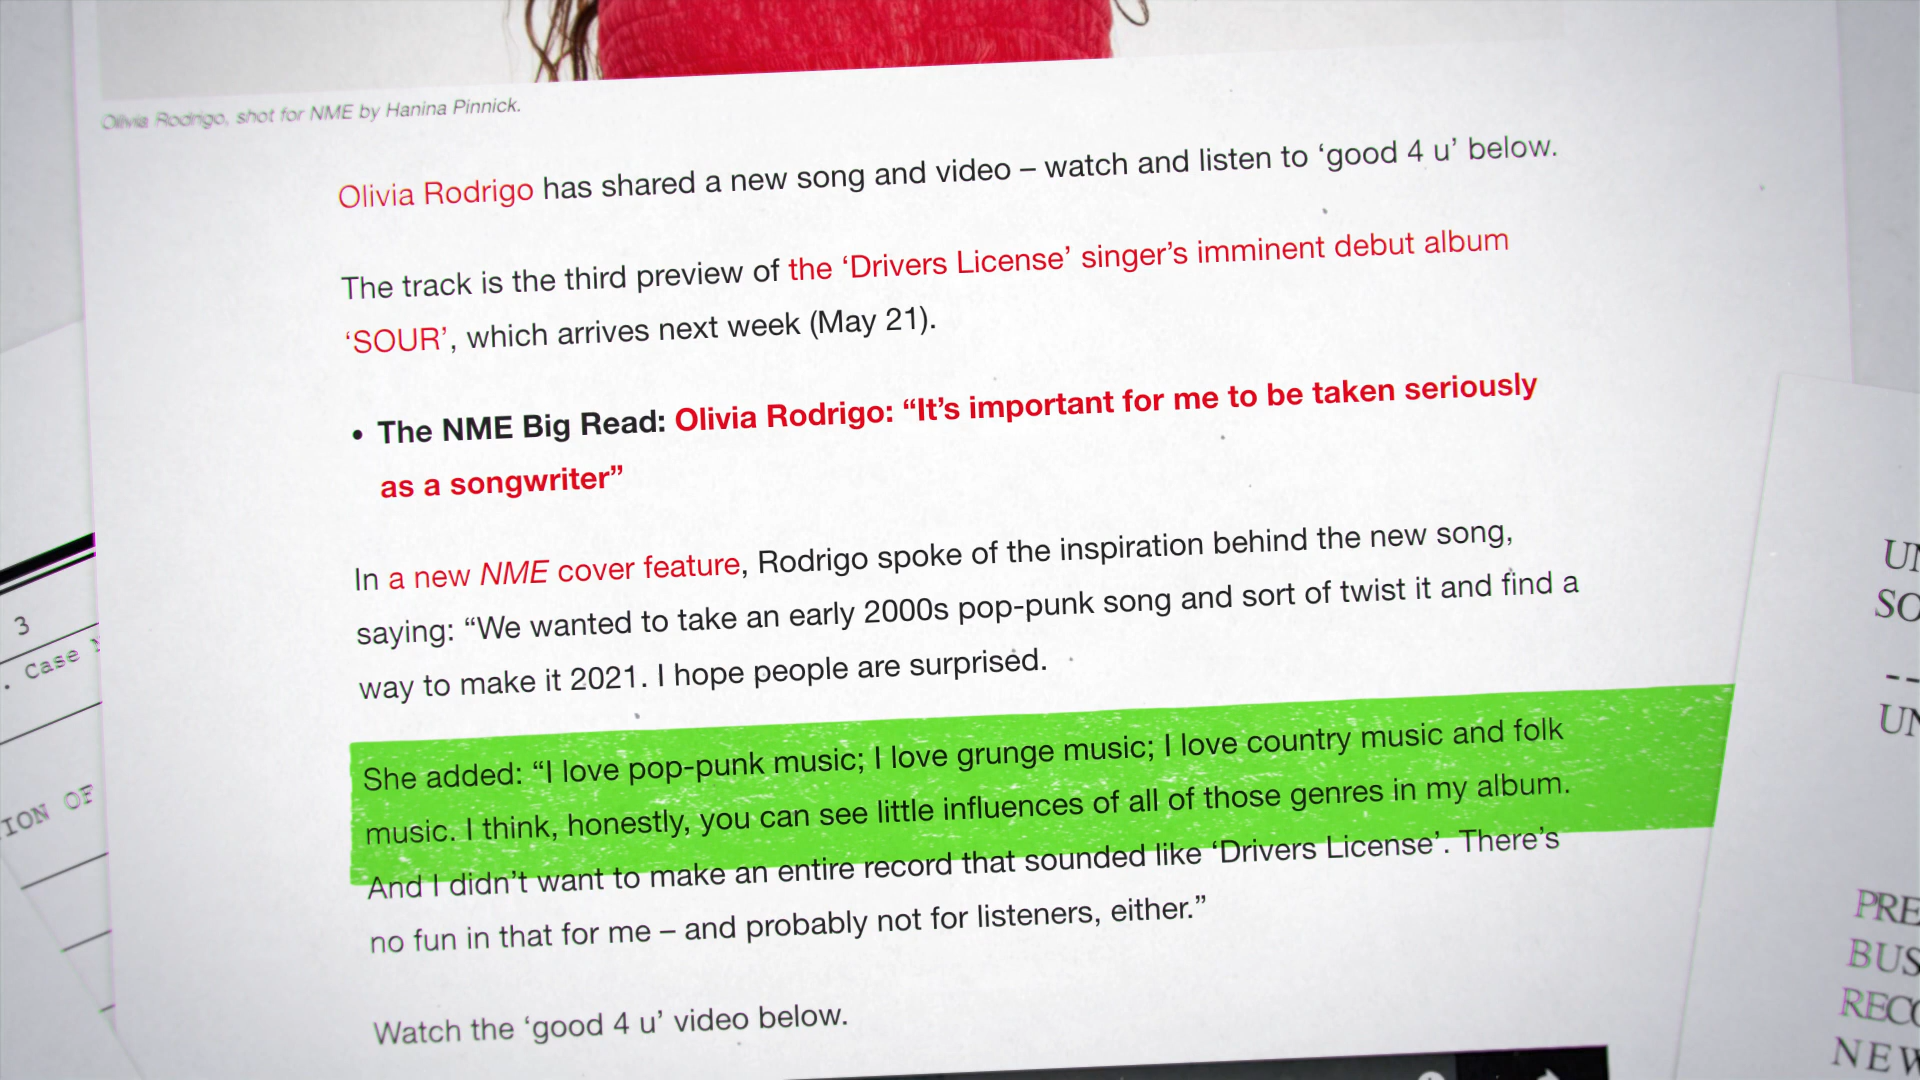 Olivia Rodrigo, shot for NME by Hanina Pinnick.
Olivia Rodrigo has shared a new song and video – watch and listen to ‘good 4 u’ below.
The track is the third preview of the ‘Drivers License’ singer’s imminent debut album
‘SOUR’, which arrives next week (May 21).
• The NME Big Read: Olivia Rodrigo: “It’s important for me to be taken seriously
as a songwriter”
In a new NME cover feature, Rodrigo spoke of the inspiration behind the new song,
saying: “We wanted to take an early 2000s pop-punk song and sort of twist it and find a
way to make it 2021. I hope people are surprised.
She added: “I love pop-punk music; I love grunge music; I love country music and folk
music. I think, honestly, you can see little influences of all of those genres in my album.
And I didn’t want to make an entire record that sounded like ‘Drivers License’. There’s
no fun in that for me – and probably not for listeners, either.”
Watch the ‘good 4 u’ video below.
3
. Case
ION OF
UN
SO
--
UN
PRE
BUS
REC
NEW